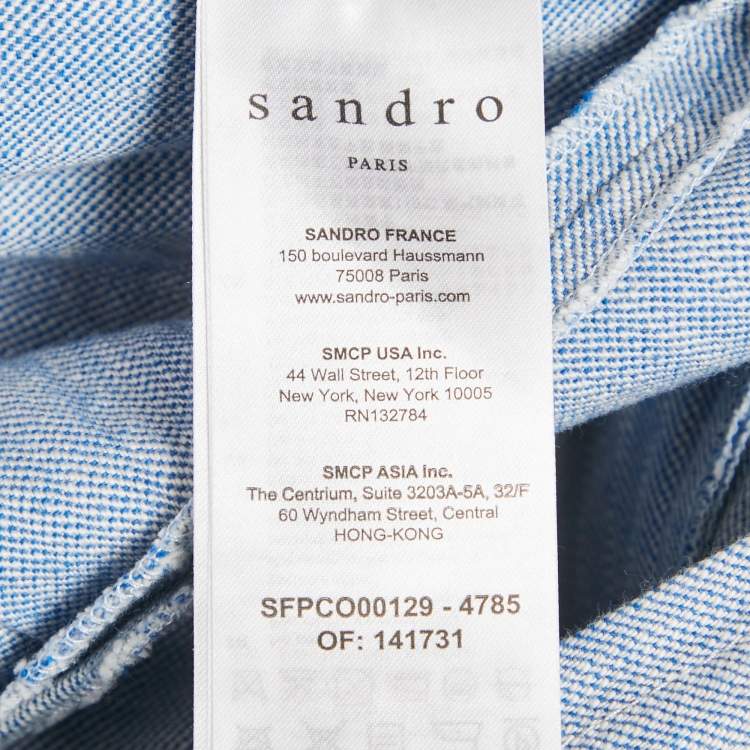 sandro
PARIS
SANDRO FRANCE
150 boulevard Haussmann
75008 Paris
www.sandro-paris.com
SMCP USA Inc.
44 Wall Street, 12th Floor
New York, New York 10005
RN132784
SMCP ASIA Inc.
The Centrium, Suite 3203A-5A, 32/F
60 Wyndham Street, Central
HONG-KONG
SFPCO00129 - 4785
OF: 141731